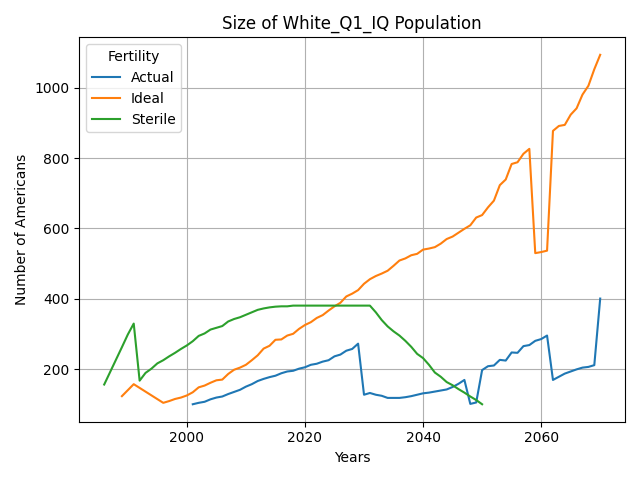 Size of White_Q1_IQ Population
Fertility
Actual
Ideal
Sterile
Number of Americans
1000
800
600
400
200
2000
2020
2040
2060
Years